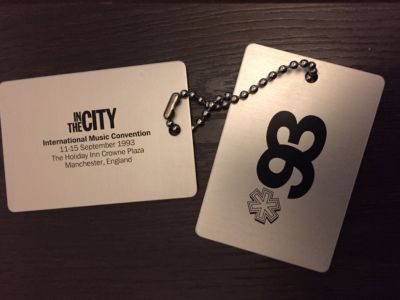 IN
THE CITY
International Music Convention
11-15 September 1993
The Holiday Inn Crowne Plaza
Manchester, England
93